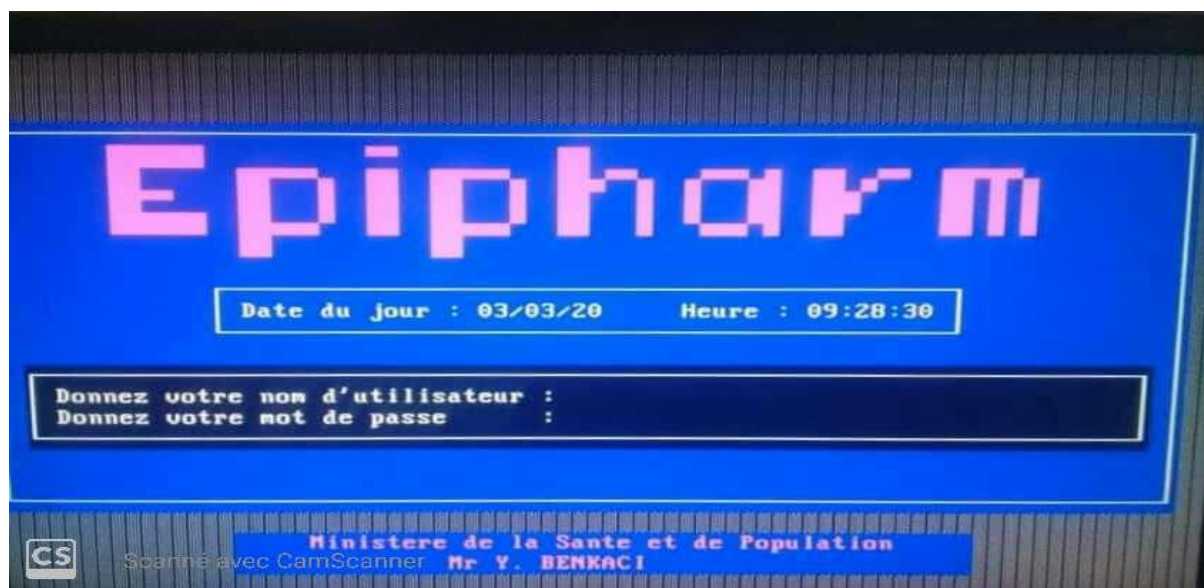 Epipharm
Date du jour : 03/03/20 Heure : 09:28:30
Donnez votre nom d'utilisateur :
Donnez votre mot de passe :
Ministere de la Sante et de Population
Mr Y. BENKACI
CS Scanné avec CamScanner